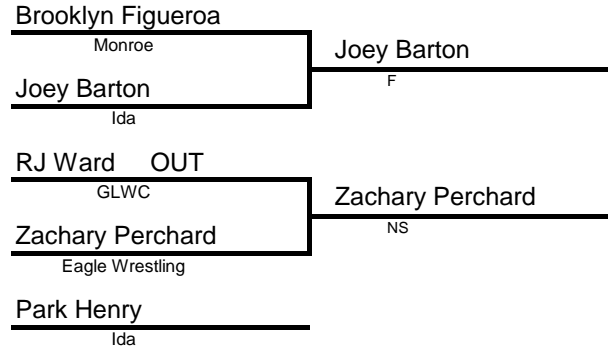 Brooklyn Figueroa
Monroe
Joey Barton
F
Joey Barton
Ida
RJ Ward OUT
GLWC
Zachary Perchard
NS
Zachary Perchard
Eagle Wrestling
Park Henry
Ida